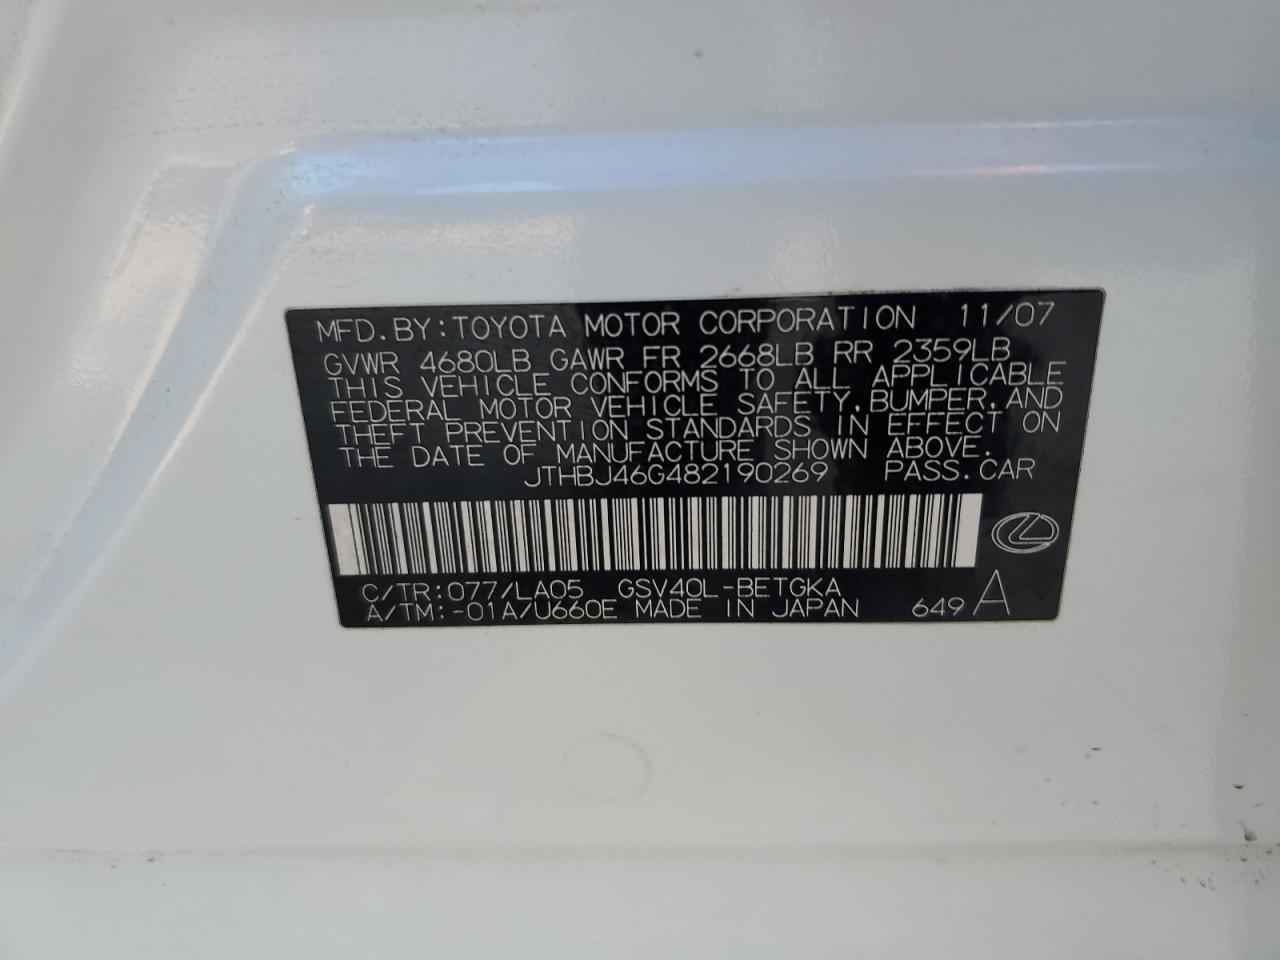 MFD.BY:TOYOTA MOTOR CORPORATION 11/07
GVWR 4680LB GAWR FR 2668LB RR 2359LB
THIS VEHICLE CONFORMS TO ALL APPLICABLE
FEDERAL MOTOR VEHICLE SAFETY,BUMPER,AND
THEFT PREVENTION STANDARDS IN EFFECT ON
THE DATE OF MANUFACTURE SHOWN ABOVE.
JTHBJ46G482190269 PASS.CAR
C/TR:077/LA05 GSV40L-BETGKA
A/TM:-01A/U660E MADE IN JAPAN 649 A